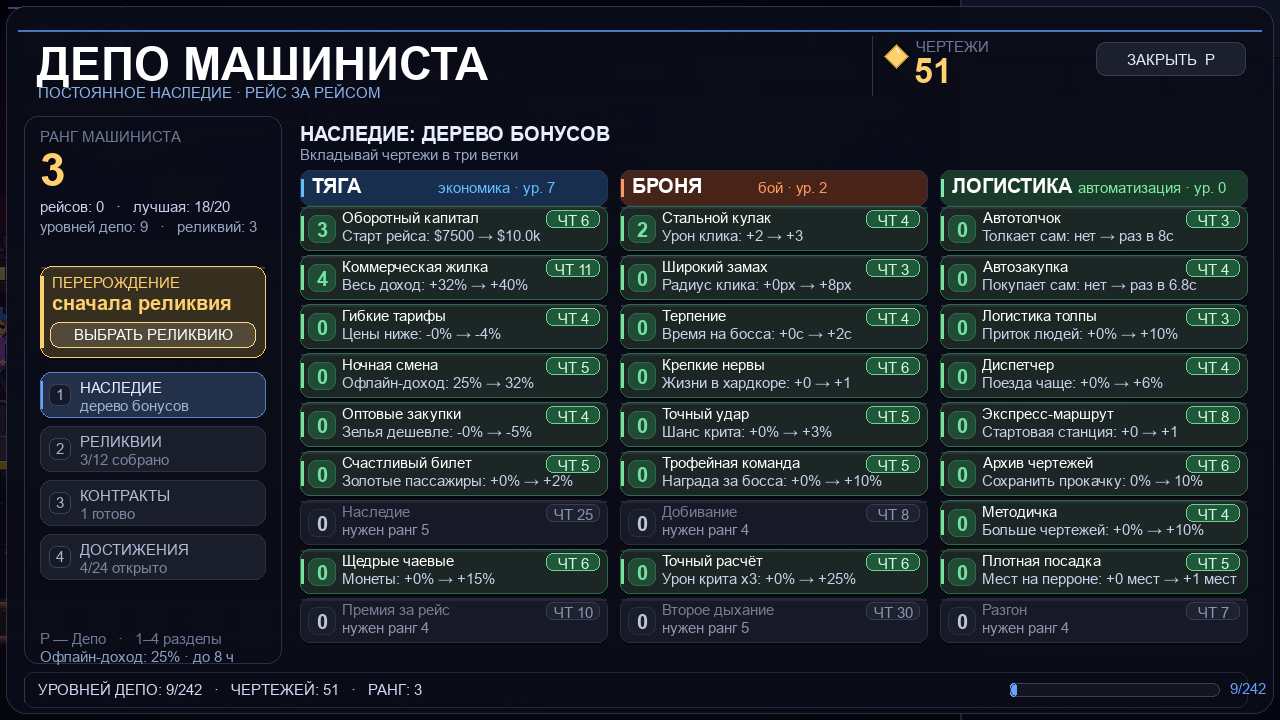 ДЕПО МАШИНИСТА
ПОСТОЯННОЕ НАСЛЕДИЕ · РЕЙС ЗА РЕЙСОМ
ЧЕРТЕЖИ
51
ЗАКРЫТЬ P
РАНГ МАШИНИСТА
3
рейсов: 0 · лучшая: 18/20
уровней депо: 9 · реликвий: 3
ПЕРЕРОЖДЕНИЕ
сначала реликвия
ВЫБРАТЬ РЕЛИКВИЮ
1 НАСЛЕДИЕ
дерево бонусов
2 РЕЛИКВИИ
3/12 собрано
3 КОНТРАКТЫ
1 готово
4 ДОСТИЖЕНИЯ
4/24 открыто
P — Депо · 1–4 разделы
Офлайн-доход: 25% · до 8 ч
НАСЛЕДИЕ: ДЕРЕВО БОНУСОВ
Вкладывай чертежи в три ветки
ТЯГА экономика · ур. 7
3 Оборотный капитал ЧТ 6
Старт рейса: $7500 → $10.0k
4 Коммерческая жилка ЧТ 11
Весь доход: +32% → +40%
0 Гибкие тарифы ЧТ 4
Цены ниже: -0% → -4%
0 Ночная смена ЧТ 5
Офлайн-доход: 25% → 32%
0 Оптовые закупки ЧТ 4
Зелья дешевле: -0% → -5%
0 Счастливый билет ЧТ 5
Золотые пассажиры: +0% → +2%
0 Наследие ЧТ 25
нужен ранг 5
0 Щедрые чаевые ЧТ 6
Монеты: +0% → +15%
0 Премия за рейс ЧТ 10
нужен ранг 4
БРОНЯ бой · ур. 2
2 Стальной кулак ЧТ 4
Урон клика: +2 → +3
0 Широкий замах ЧТ 3
Радиус клика: +0px → +8px
0 Терпение ЧТ 4
Время на босса: +0с → +2с
0 Крепкие нервы ЧТ 6
Жизни в хардкоре: +0 → +1
0 Точный удар ЧТ 5
Шанс крита: +0% → +3%
0 Трофейная команда ЧТ 5
Награда за босса: +0% → +10%
0 Добивание ЧТ 8
нужен ранг 4
0 Точный расчёт ЧТ 6
Урон крита x3: +0% → +25%
0 Второе дыхание ЧТ 30
нужен ранг 5
ЛОГИСТИКА автоматизация · ур. 0
0 Автотолчок ЧТ 3
Толкает сам: нет → раз в 8с
0 Автозакупка ЧТ 4
Покупает сам: нет → раз в 6.8с
0 Логистика толпы ЧТ 3
Приток людей: +0% → +10%
0 Диспетчер ЧТ 4
Поезда чаще: +0% → +6%
0 Экспресс-маршрут ЧТ 8
Стартовая станция: +0 → +1
0 Архив чертежей ЧТ 6
Сохранить прокачку: 0% → 10%
0 Методичка ЧТ 4
Больше чертежей: +0% → +10%
0 Плотная посадка ЧТ 5
Мест на перроне: +0 мест → +1 мест
0 Разгон ЧТ 7
нужен ранг 4
УРОВНЕЙ ДЕПО: 9/242 · ЧЕРТЕЖЕЙ: 51 · РАНГ: 3
9/242